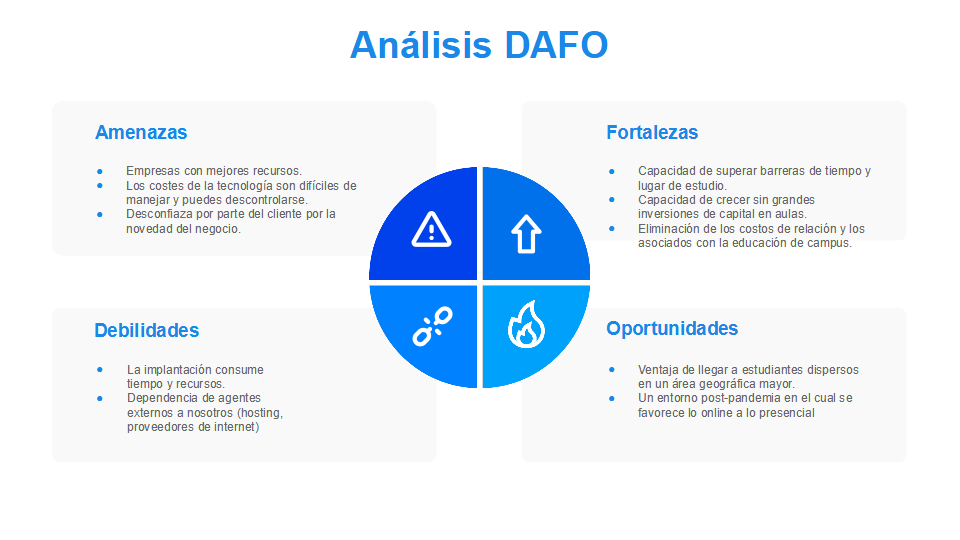 Análisis DAFO
Amenazas
● Empresas con mejores recursos.
● Los costes de la tecnología son difíciles de
manejar y puedes descontrolarse.
● Desconfiaza por parte del cliente por la
novedad del negocio.
Fortalezas
● Capacidad de superar barreras de tiempo y
lugar de estudio.
● Capacidad de crecer sin grandes
inversiones de capital en aulas.
● Eliminación de los costos de relación y los
asociados con la educación de campus.
Debilidades
● La implantación consume
tiempo y recursos.
● Dependencia de agentes
externos a nosotros (hosting,
proveedores de internet)
Oportunidades
● Ventaja de llegar a estudiantes dispersos
en un área geográfica mayor.
● Un entorno post-pandemia en el cual se
favorece lo online a lo presencial